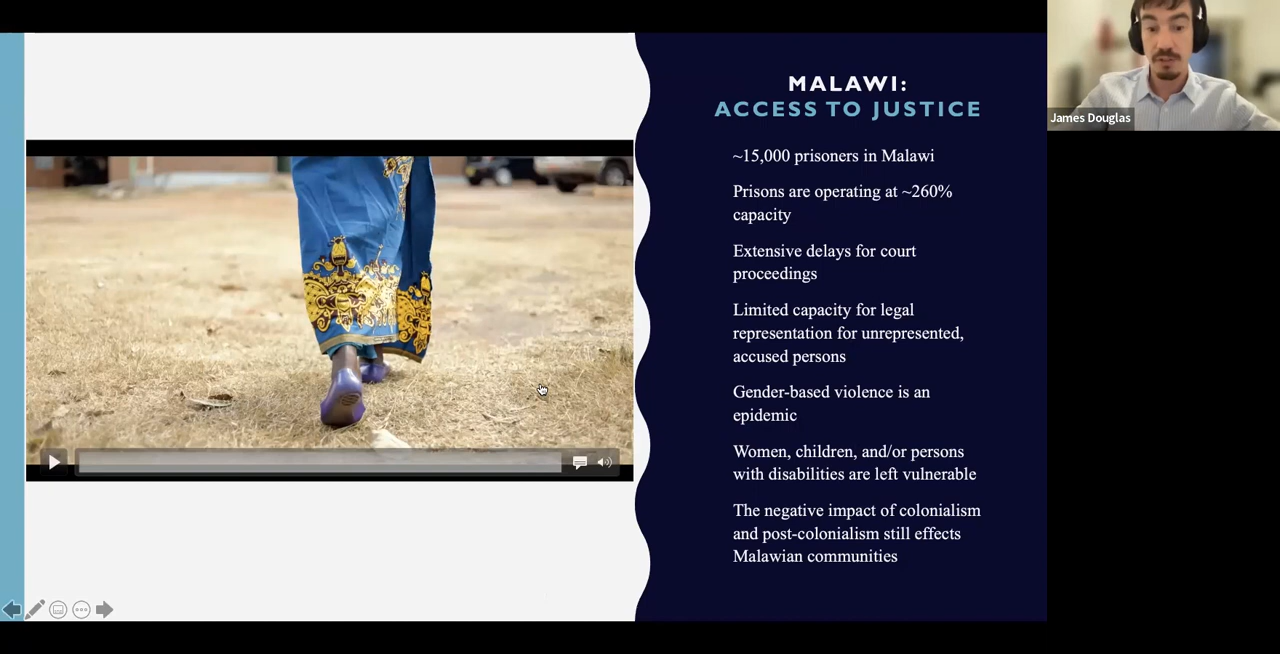 MALAWI:
ACCESS TO JUSTICE
~15,000 prisoners in Malawi
Prisons are operating at ~260%
capacity
Extensive delays for court
proceedings
Limited capacity for legal
representation for unrepresented,
accused persons
Gender-based violence is an
epidemic
Women, children, and/or persons
with disabilities are left vulnerable
The negative impact of colonialism
and post-colonialism still effects
Malawian communities
James Douglas